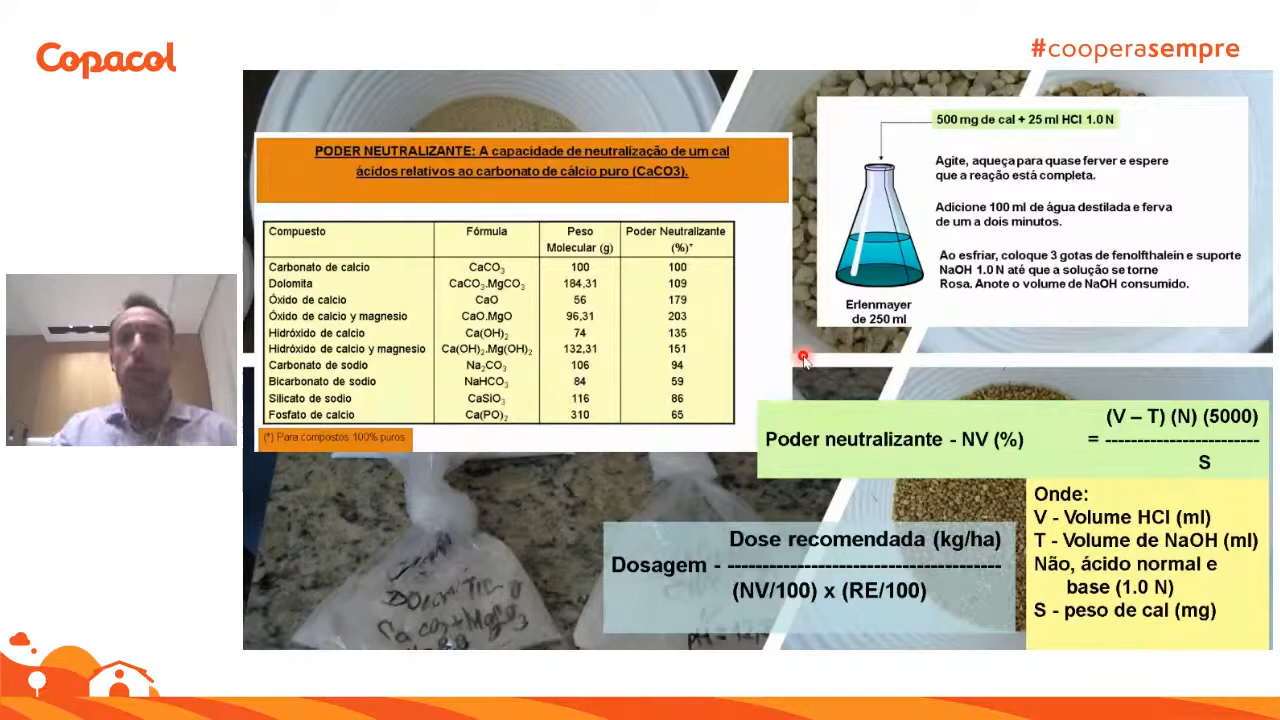 Copacol
#cooperasempre
PODER NEUTRALIZANTE: A capacidade de neutralização de um cal
ácidos relativos ao carbonato de cálcio puro (CaCO3).
Compuesto Fórmula Peso Molecular (g) Poder Neutralizante (%)⁺
Carbonato de calcio CaCO₃ 100 100
Dolomita CaCO₃.MgCO₃ 184,31 109
Óxido de calcio CaO 56 179
Óxido de calcio y magnesio CaO.MgO 96,31 203
Hidróxido de calcio Ca(OH)₂ 74 135
Hidróxido de calcio y magnesio Ca(OH)₂.Mg(OH)₂ 132,31 151
Carbonato de sodio Na₂CO₃ 106 94
Bicarbonato de sodio NaHCO₃ 84 59
Silicato de sodio CaSiO₃ 116 86
Fosfato de calcio Ca(PO)₂ 310 65
(*) Para compostos 100% puros
500 mg de cal + 25 ml HCl 1.0 N
Agite, aqueça para quase ferver e espere
que a reação está completa.
Adicione 100 ml de água destilada e ferva
de um a dois minutos.
Ao esfriar, coloque 3 gotas de fenolfthalein e suporte
NaOH 1.0 N até que a solução se torne
Rosa. Anote o volume de NaOH consumido.
Erlenmayer
de 250 ml
(V – T) (N) (5000)
Poder neutralizante - NV (%) = ------------------------
S
Onde:
V - Volume HCl (ml)
T - Volume de NaOH (ml)
Não, ácido normal e
base (1.0 N)
S - peso de cal (mg)
Dose recomendada (kg/ha)
Dosagem - ---------------------------------------
(NV/100) x (RE/100)
CaCO3+MgCO3